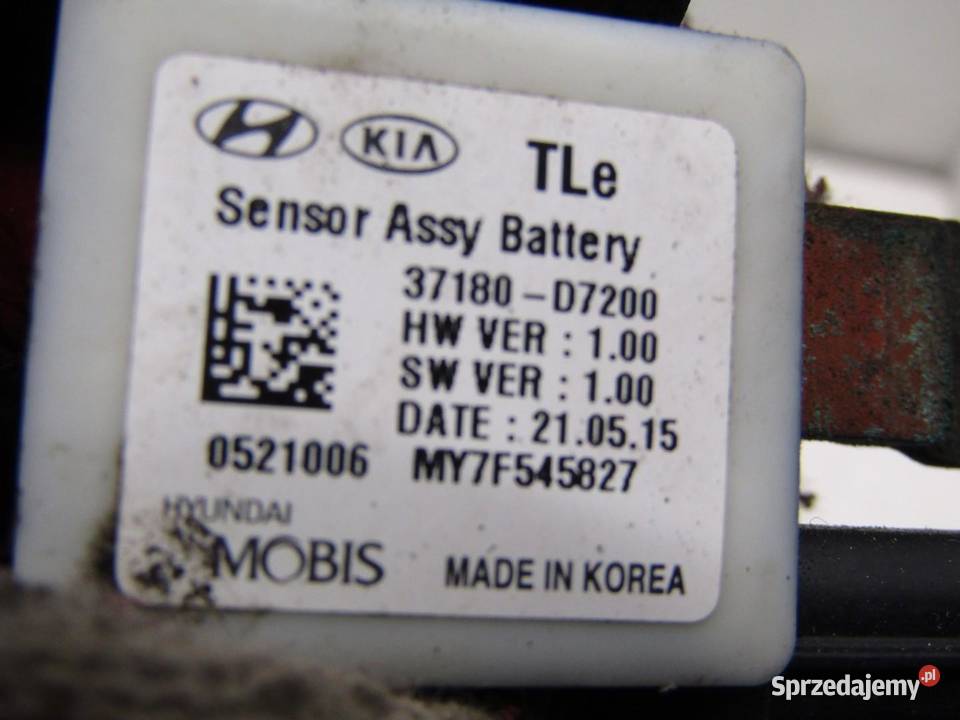 KIA
TLe
Sensor Assy Battery
37180-D7200
HW VER : 1.00
SW VER : 1.00
DATE : 21.05.15
0521006 MY7F545827
HYUNDAI
MOBIS MADE IN KOREA
Sprzedajemy.pl